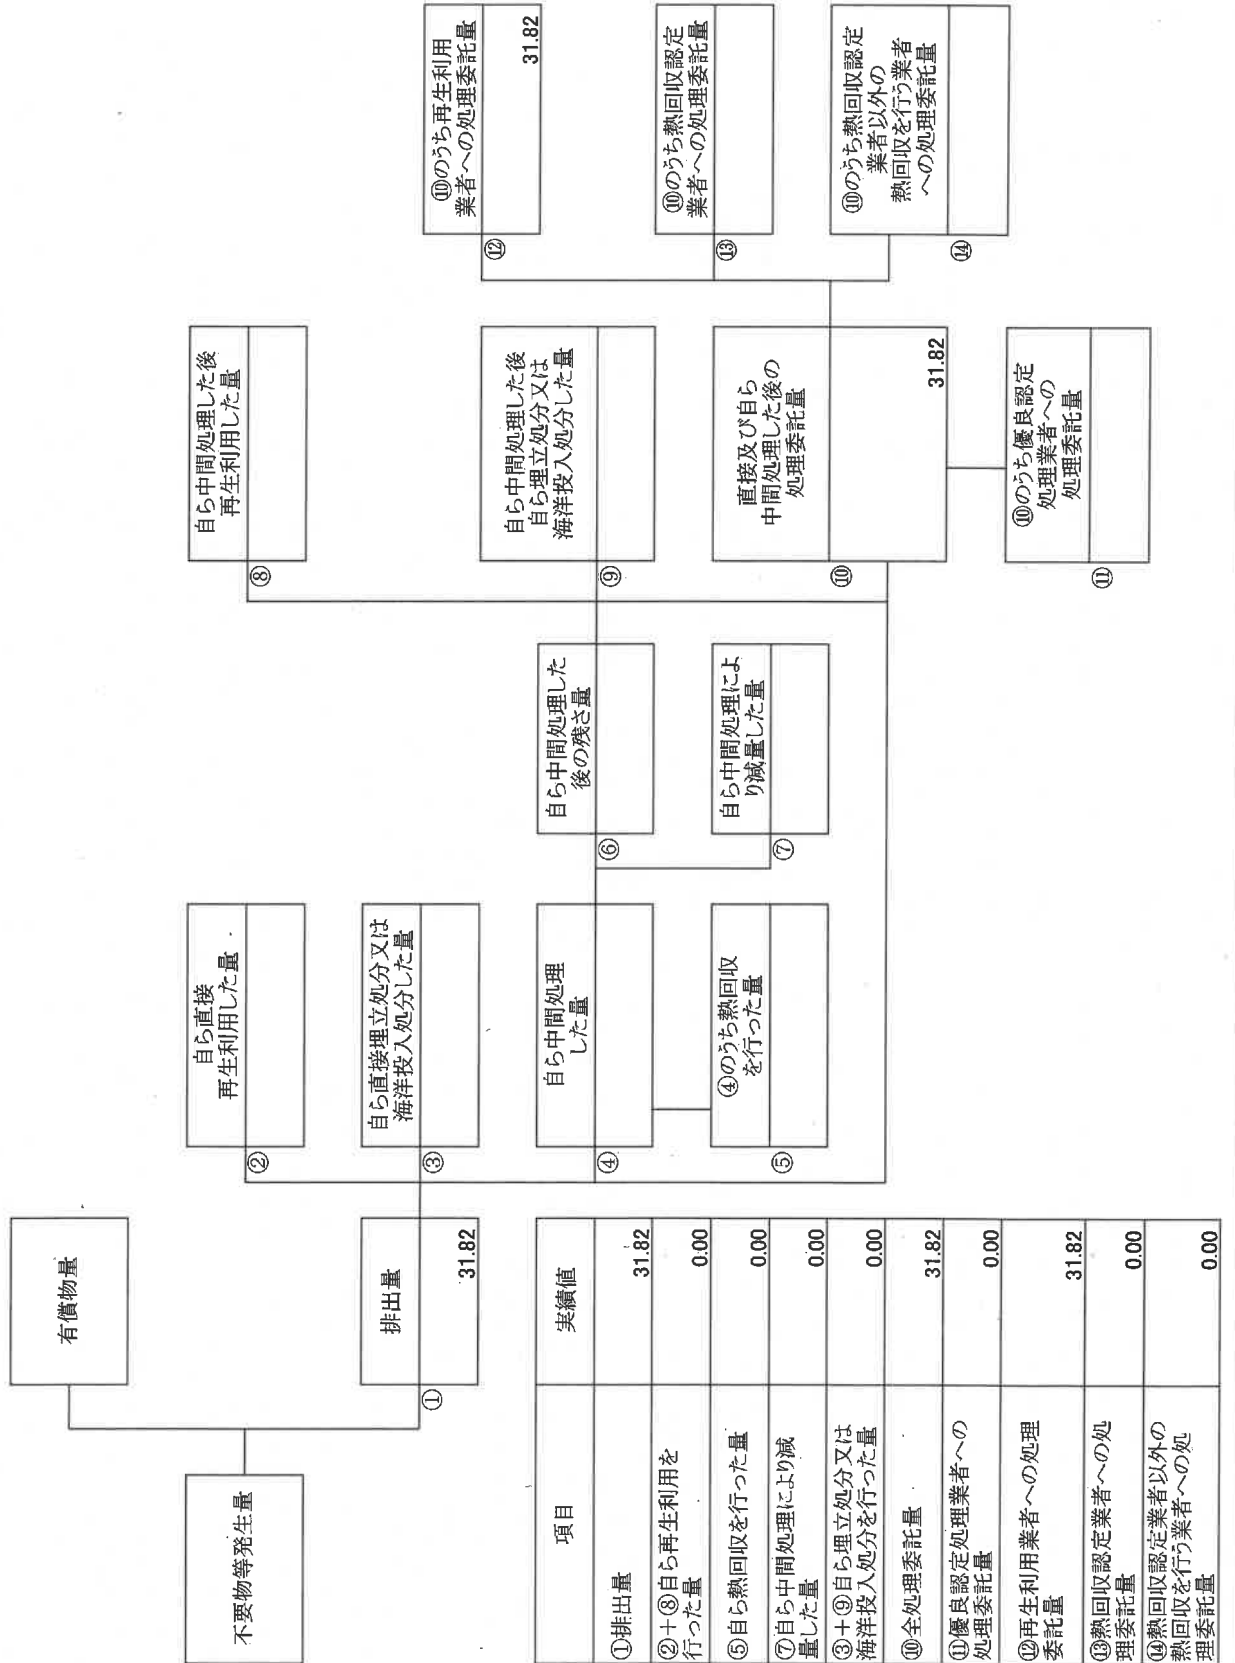 不要物等発生量
有償物量
①
排出量
31.82
②
自ら直接
再生利用した量
③
自ら直接埋立処分又は
海洋投入処分した量
④
自ら中間処理
した量
⑤
④のうち熱回収
を行った量
⑥
自ら中間処理した
後の残さ量
⑦
自ら中間処理によ
り減量した量
⑧
自ら中間処理した後
再生利用した量
⑨
自ら中間処理した後
自ら埋立処分又は
海洋投入処分した量
⑩
直接及び自ら
中間処理した後の
処理委託量
31.82
⑪
⑩のうち優良認定
処理業者への
処理委託量
⑫
⑩のうち再生利用
業者への処理委託量
31.82
⑬
⑩のうち熱回収認定
業者への処理委託量
⑭
⑩のうち熱回収認定
業者以外の
熱回収を行う業者
への処理委託量
項目 実績値
①排出量 31.82
②+⑧自ら再生利用を
行った量 0.00
⑤自ら熱回収を行った量 0.00
⑦自ら中間処理により減
量した量 0.00
③+⑨自ら埋立処分又は
海洋投入処分を行った量 0.00
⑩全処理委託量 31.82
⑪優良認定処理業者への
処理委託量 0.00
⑫再生利用業者への処理
委託量 31.82
⑬熱回収認定業者への処
理委託量 0.00
⑭熱回収認定業者以外の
熱回収を行う業者への処
理委託量 0.00